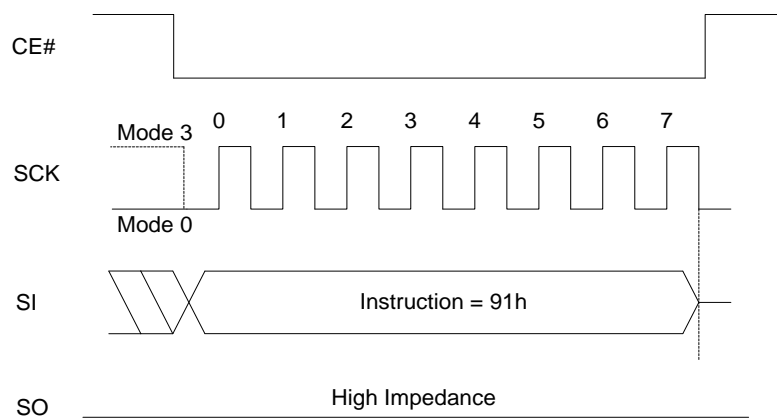 CE#
0 1 2 3 4 5 6 7
Mode 3
SCK
Mode 0
SI
Instruction = 91h
SO
High Impedance